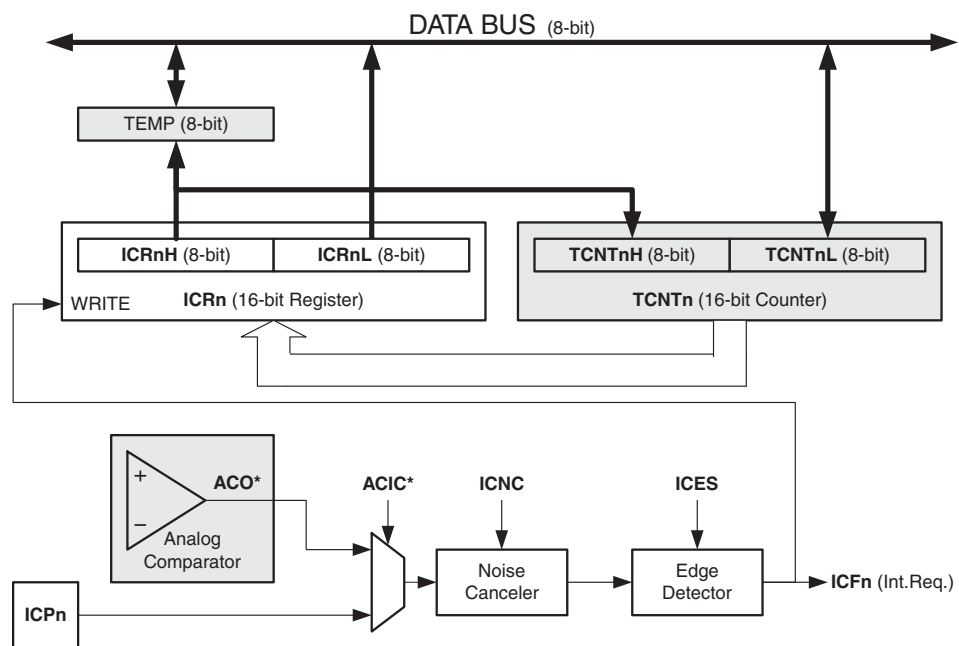 DATA BUS (8-bit)
TEMP (8-bit)
ICRnH (8-bit)
ICRnL (8-bit)
TCNTnH (8-bit)
TCNTnL (8-bit)
WRITE
ICRn (16-bit Register)
TCNTn (16-bit Counter)
+
−
ACO*
Analog
Comparator
ACIC*
ICNC
ICES
Noise
Canceler
Edge
Detector
ICFn (Int.Req.)
ICPn